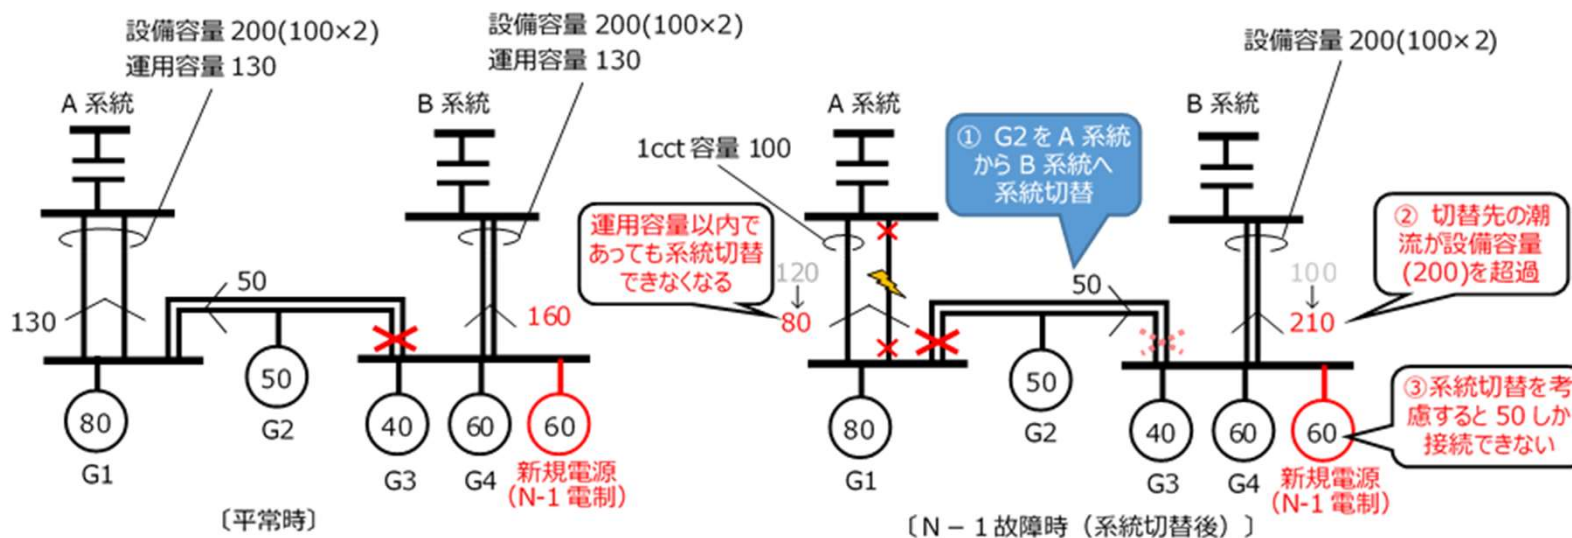 設備容量 200(100×2)
運用容量 130
設備容量 200(100×2)
運用容量 130
A 系統
B 系統
50
130
160
80
G1
50
G2
40
G3
60
G4
60
新規電源
(N-1 電制)
〔平常時〕
設備容量 200(100×2)
A 系統
B 系統
1cct 容量 100
① G2 を A 系統
から B 系統へ
系統切替
運用容量以内で
あっても系統切替
できなくなる
120
↓
80
50
100
↓
210
② 切替先の潮
流が設備容量
(200)を超過
80
G1
50
G2
40
G3
60
G4
60
新規電源
(N-1 電制)
③系統切替を考
慮すると 50 しか
接続できない
〔N－1 故障時（系統切替後）〕